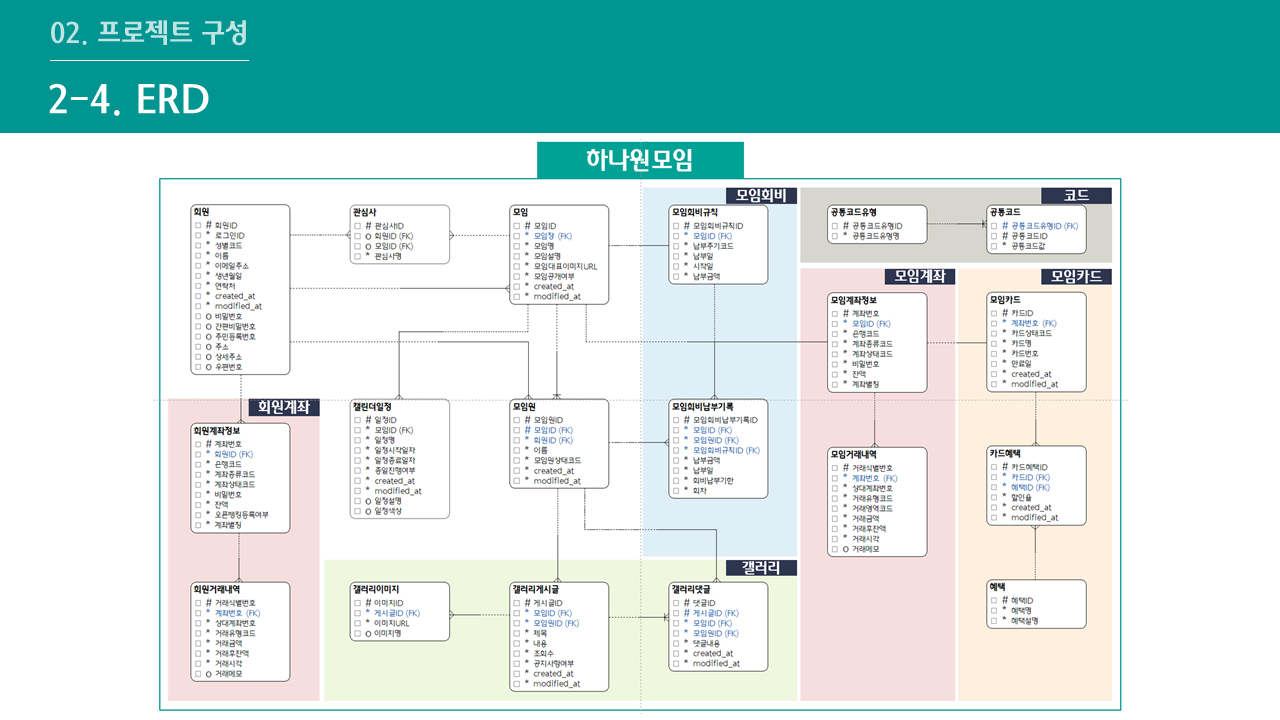 02. 프로젝트 구성
2-4. ERD
하나원모임
회원
□ # 회원ID
□ * 로그인ID
□ * 성별코드
□ * 이름
□ * 이메일주소
□ * 생년월일
□ * 연락처
□ * created_at
□ * modified_at
□ o 비밀번호
□ o 간편비밀번호
□ o 주민등록번호
□ o 주소
□ o 상세주소
□ o 우편번호
관심사
□ # 관심사ID
□ o 회원ID (FK)
□ o 모임ID (FK)
□ * 관심사명
모임
□ # 모임ID
□ * 모임장 (FK)
□ * 모임명
□ * 모임설명
□ * 모임대표이미지URL
□ * 모임공개여부
□ * created_at
□ * modified_at
모임회비
모임회비규칙
□ # 모임회비규칙ID
□ * 모임ID (FK)
□ * 납부주기코드
□ * 납부일
□ * 시작일
□ * 납부금액
코드
공통코드유형
□ # 공통코드유형ID
□ * 공통코드유형명
공통코드
□ # 공통코드유형ID (FK)
□ # 공통코드ID
□ * 공통코드값
모임계좌
모임계좌정보
□ # 계좌번호
□ * 모임ID (FK)
□ * 은행코드
□ * 계좌종류코드
□ * 계좌상태코드
□ * 비밀번호
□ * 잔액
□ * 계좌별칭
모임카드
모임카드
□ # 카드ID
□ * 계좌번호 (FK)
□ * 카드상태코드
□ * 카드명
□ * 카드번호
□ * 만료일
□ * created_at
□ * modified_at
회원계좌
회원계좌정보
□ # 계좌번호
□ * 회원ID (FK)
□ * 은행코드
□ * 계좌종류코드
□ * 계좌상태코드
□ * 비밀번호
□ * 잔액
□ * 오픈뱅킹등록여부
□ * 계좌별칭
캘린더일정
□ # 일정ID
□ * 모임ID (FK)
□ * 일정명
□ * 일정시작일자
□ * 일정종료일자
□ * 종일진행여부
□ * created_at
□ * modified_at
□ o 일정설명
□ o 일정색상
모임원
□ # 모임원ID
□ # 모임ID (FK)
□ * 회원ID (FK)
□ * 이름
□ * 모임원상태코드
□ * created_at
□ * modified_at
모임회비납부기록
□ # 모임회비납부기록ID
□ * 모임ID (FK)
□ * 모임원ID (FK)
□ * 모임회비규칙ID (FK)
□ * 납부금액
□ * 납부일
□ * 회비납부기한
□ * 회차
모임거래내역
□ # 거래식별번호
□ * 계좌번호 (FK)
□ * 상대계좌번호
□ * 거래유형코드
□ * 거래영역코드
□ * 거래금액
□ * 거래후잔액
□ * 거래시각
□ o 거래메모
카드혜택
□ # 카드혜택ID
□ * 카드ID (FK)
□ * 혜택ID (FK)
□ * 할인율
□ * created_at
□ * modified_at
회원거래내역
□ # 거래식별번호
□ * 계좌번호 (FK)
□ * 상대계좌번호
□ * 거래유형코드
□ * 거래금액
□ * 거래후잔액
□ * 거래시각
□ o 거래메모
갤러리
갤러리이미지
□ # 이미지ID
□ * 게시글ID (FK)
□ * 이미지URL
□ o 이미지명
갤러리게시글
□ # 게시글ID
□ * 모임ID (FK)
□ * 모임원ID (FK)
□ * 제목
□ * 내용
□ * 조회수
□ * 공지사항여부
□ * created_at
□ * modified_at
갤러리댓글
□ # 댓글ID
□ # 게시글ID (FK)
□ * 모임ID (FK)
□ * 모임원ID (FK)
□ * 댓글내용
□ * created_at
□ * modified_at
혜택
□ # 혜택ID
□ * 혜택명
□ * 혜택설명